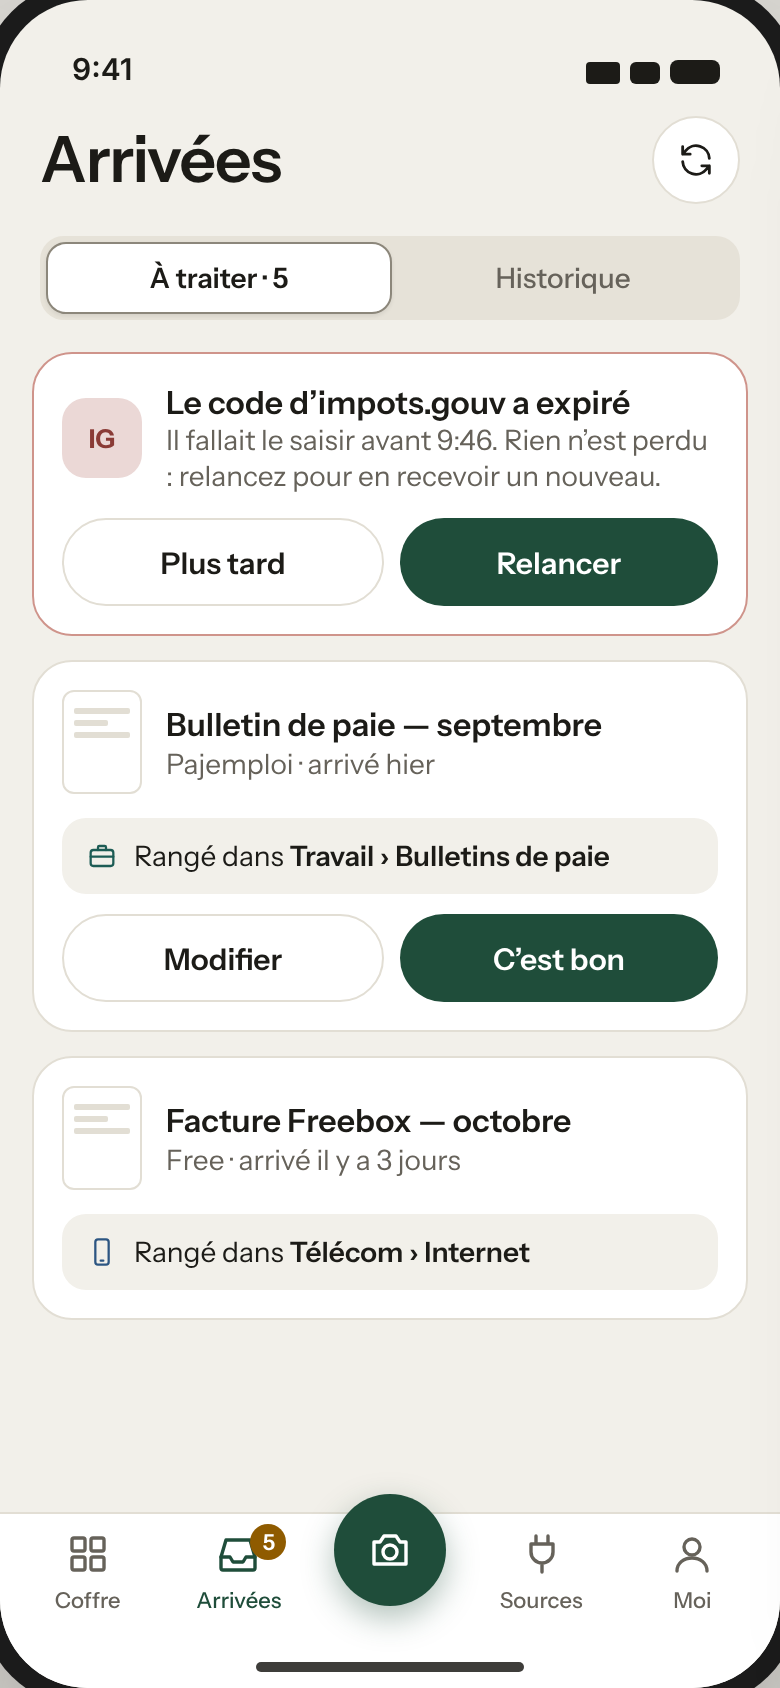 9:41
Arrivées
À traiter · 5
Historique
IG
Le code d’impots.gouv a expiré
Il fallait le saisir avant 9:46. Rien n’est perdu
: relancez pour en recevoir un nouveau.
Plus tard
Relancer
Bulletin de paie — septembre
Pajemploi · arrivé hier
Rangé dans Travail › Bulletins de paie
Modifier
C’est bon
Facture Freebox — octobre
Free · arrivé il y a 3 jours
Rangé dans Télécom › Internet
5
Coffre
Arrivées
Sources
Moi